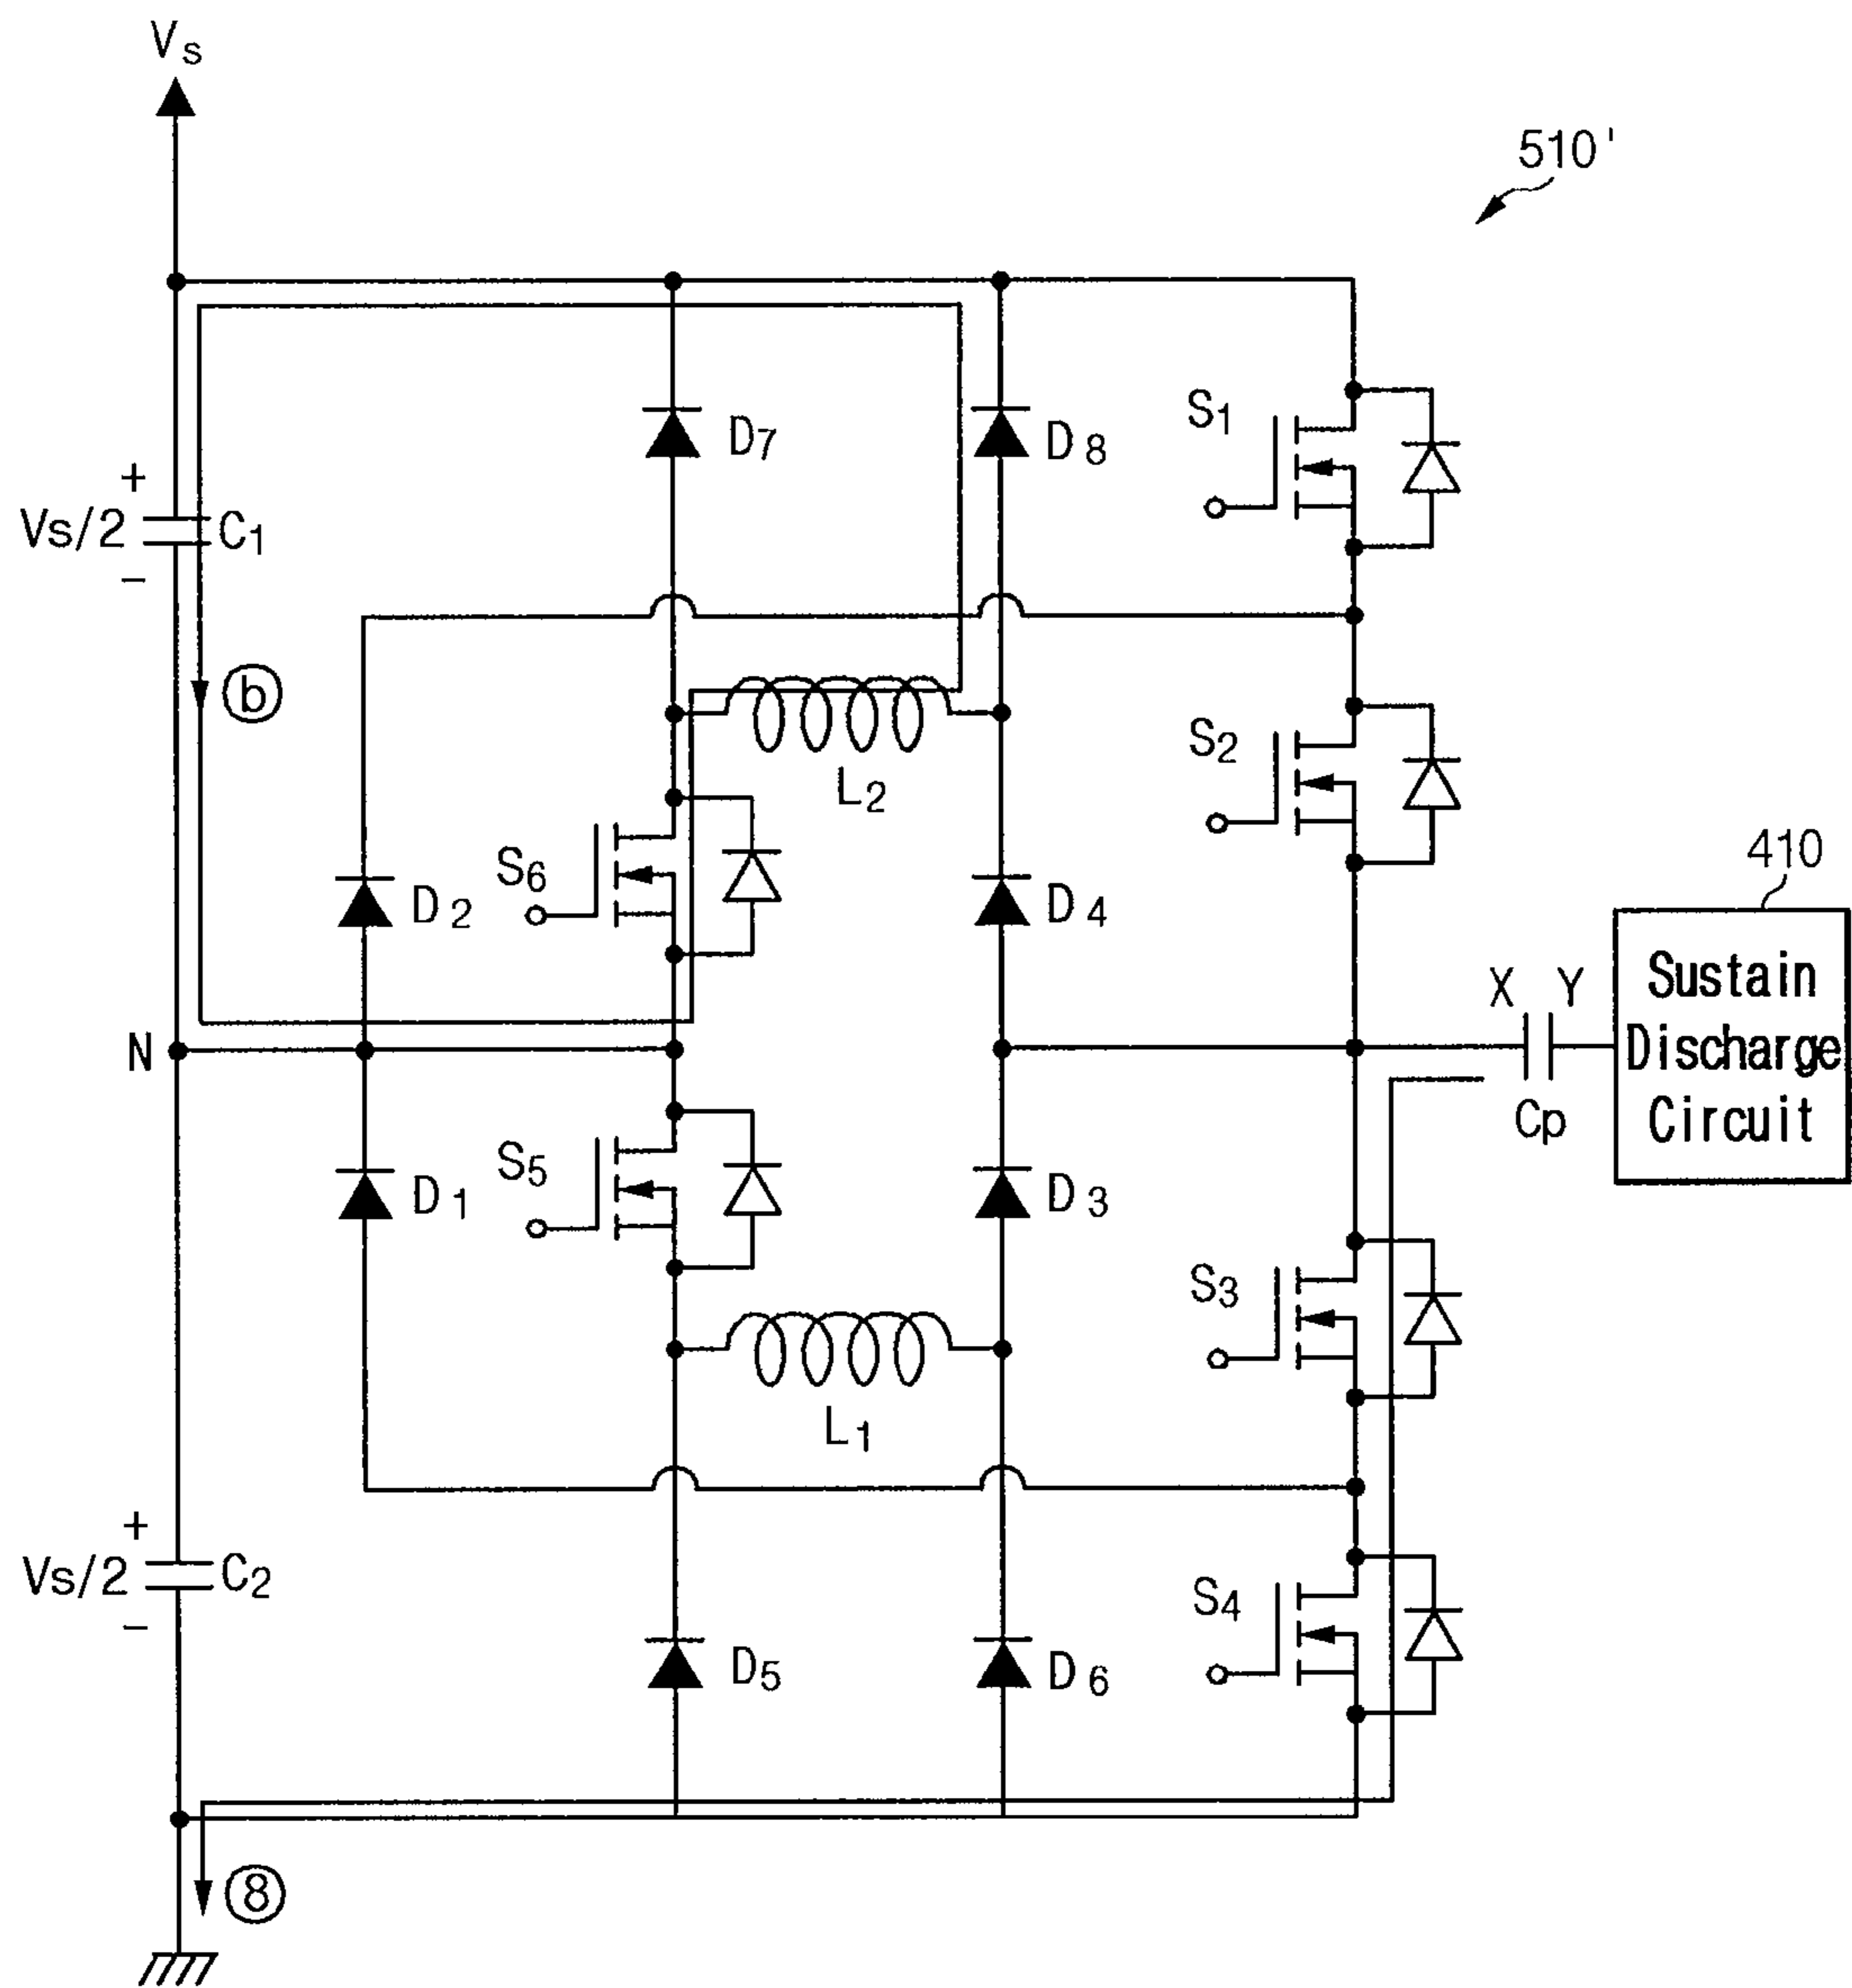 Vs
510'
S1
D7
D8
+
Vs/2
C1
-
b
S2
L2
410
S6
D2
D4
X Y
Sustain
Discharge
Circuit
N
Cp
S5
D1
D3
S3
L1
+
Vs/2
C2
-
S4
D5
D6
8